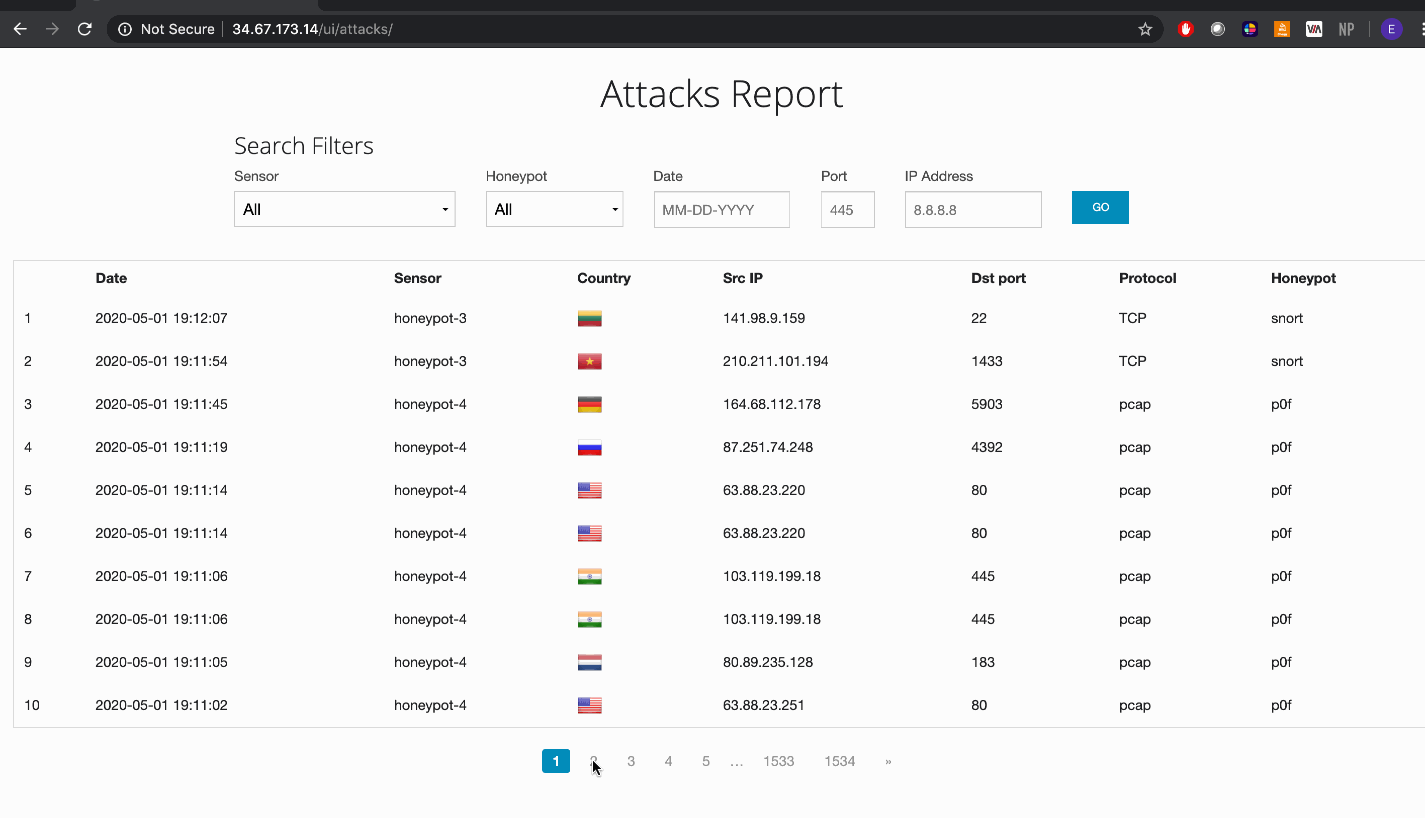 Not Secure 34.67.173.14/ui/attacks/ VIA NP E
Attacks Report
Search Filters
Sensor Honeypot Date Port IP Address
All All MM-DD-YYYY 445 8.8.8.8 GO
Date Sensor Country Src IP Dst port Protocol Honeypot
1 2020-05-01 19:12:07 honeypot-3 141.98.9.159 22 TCP snort
2 2020-05-01 19:11:54 honeypot-3 210.211.101.194 1433 TCP snort
3 2020-05-01 19:11:45 honeypot-4 164.68.112.178 5903 pcap p0f
4 2020-05-01 19:11:19 honeypot-4 87.251.74.248 4392 pcap p0f
5 2020-05-01 19:11:14 honeypot-4 63.88.23.220 80 pcap p0f
6 2020-05-01 19:11:14 honeypot-4 63.88.23.220 80 pcap p0f
7 2020-05-01 19:11:06 honeypot-4 103.119.199.18 445 pcap p0f
8 2020-05-01 19:11:06 honeypot-4 103.119.199.18 445 pcap p0f
9 2020-05-01 19:11:05 honeypot-4 80.89.235.128 183 pcap p0f
10 2020-05-01 19:11:02 honeypot-4 63.88.23.251 80 pcap p0f
1 2 3 4 5 … 1533 1534 »